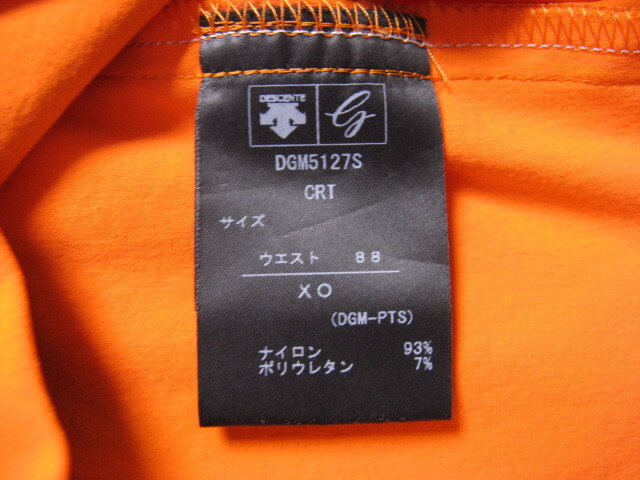 DESCENTE G
DGM5127S
CRT
サイズ
ウエスト 88
XO
(DGM-PTS)
ナイロン 93%
ポリウレタン 7%